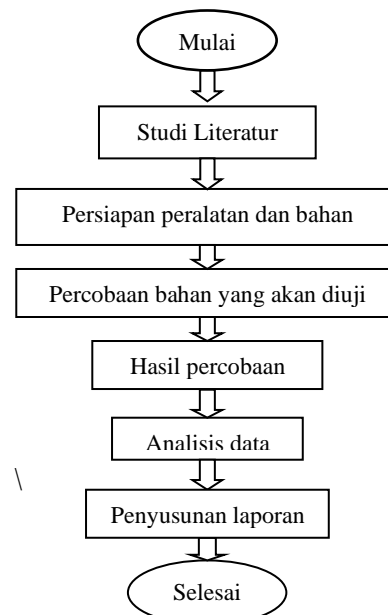 Mulai
Studi Literatur
Persiapan peralatan dan bahan
Percobaan bahan yang akan diuji
Hasil percobaan
Analisis data
\
Penyusunan laporan
Selesai